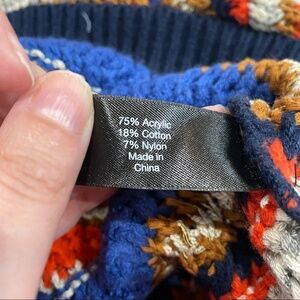 75% Acrylic
18% Cotton
7% Nylon
Made in
China